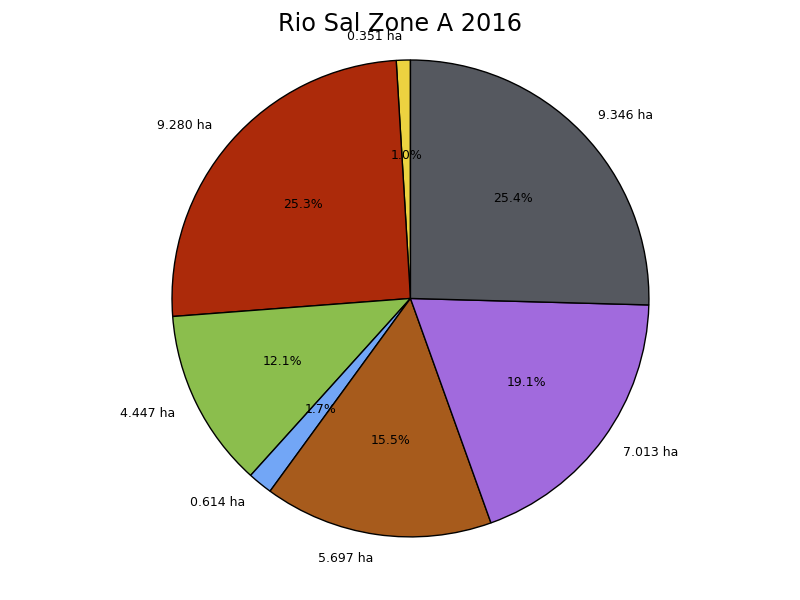 Rio Sal Zone A 2016
0.351 ha
9.346 ha
9.280 ha
1.0%
25.4%
25.3%
12.1%
19.1%
1.7%
4.447 ha
15.5%
7.013 ha
0.614 ha
5.697 ha